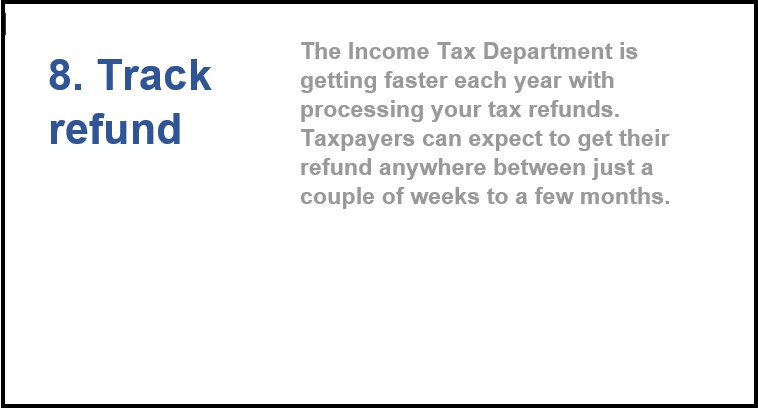 8. Track
refund
The Income Tax Department is
getting faster each year with
processing your tax refunds.
Taxpayers can expect to get their
refund anywhere between just a
couple of weeks to a few months.